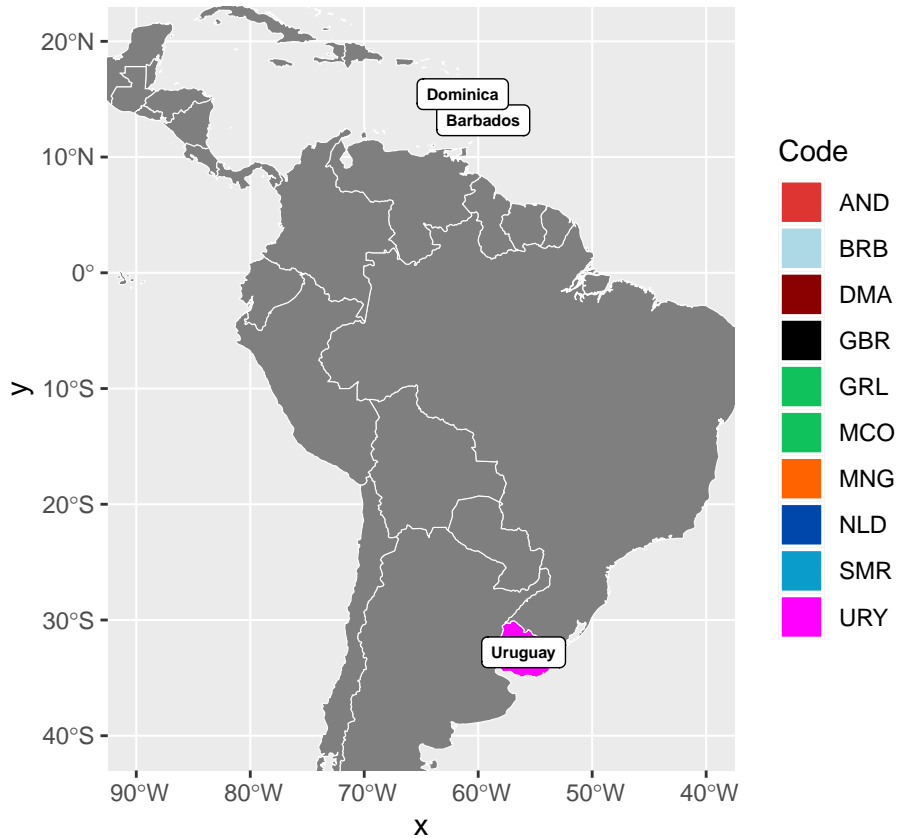 20°N
10°N
0°
10°S
20°S
30°S
40°S
y
90°W 80°W 70°W 60°W 50°W 40°W
x
Dominica
Barbados
Uruguay
Code
AND
BRB
DMA
GBR
GRL
MCO
MNG
NLD
SMR
URY